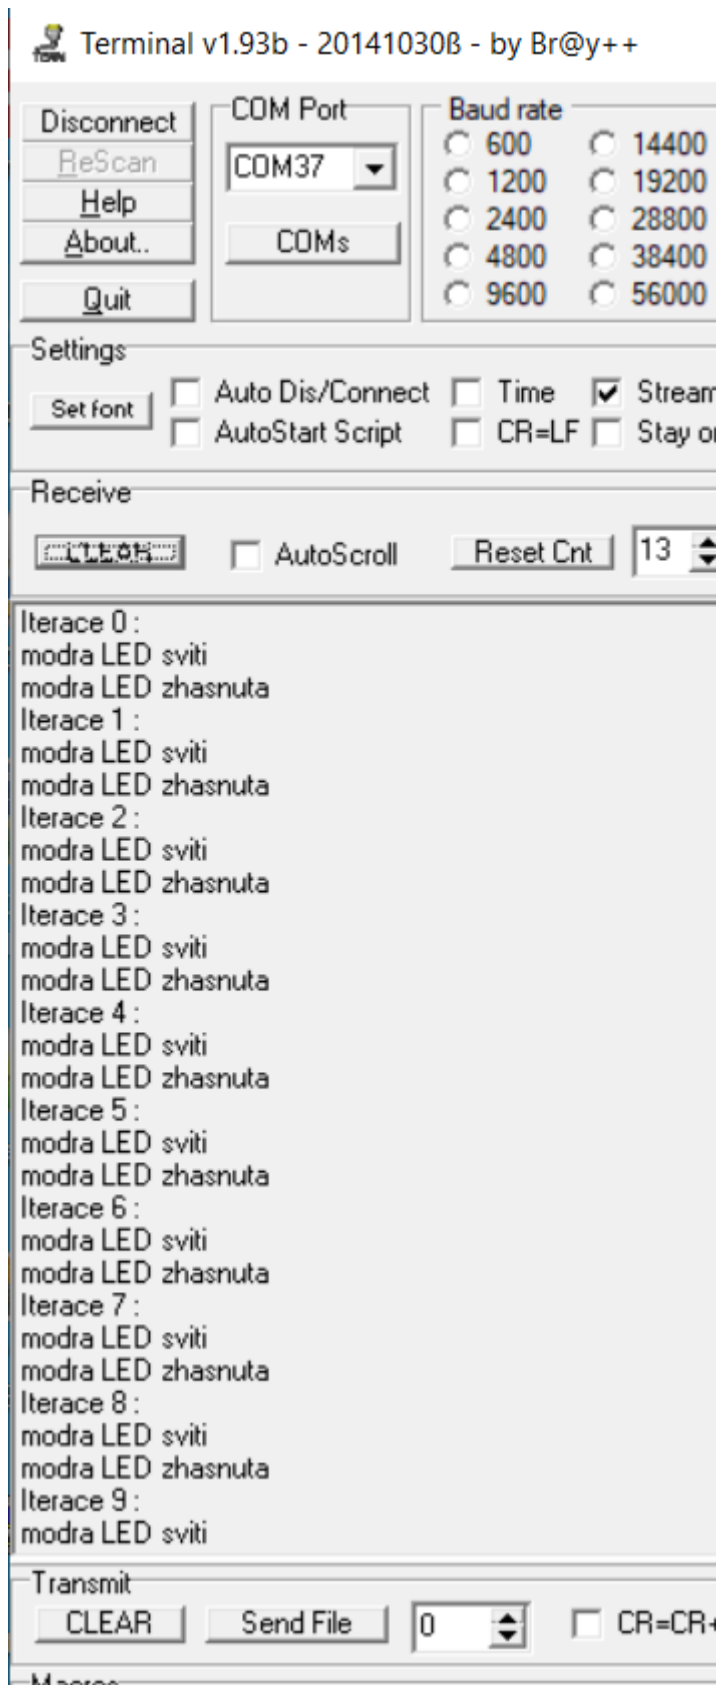 Terminal v1.93b - 20141030ß - by Br@y++
Disconnect
ReScan
Help
About..
Quit
COM Port
COM37
COMs
Baud rate
600 14400
1200 19200
2400 28800
4800 38400
9600 56000
Settings
Set font
Auto Dis/Connect Time Stream
AutoStart Script CR=LF Stay
Receive
CLEAR AutoScroll Reset Cnt 13
Iterace 0 :
modra LED sviti
modra LED zhasnuta
Iterace 1 :
modra LED sviti
modra LED zhasnuta
Iterace 2 :
modra LED sviti
modra LED zhasnuta
Iterace 3 :
modra LED sviti
modra LED zhasnuta
Iterace 4 :
modra LED sviti
modra LED zhasnuta
Iterace 5 :
modra LED sviti
modra LED zhasnuta
Iterace 6 :
modra LED sviti
modra LED zhasnuta
Iterace 7 :
modra LED sviti
modra LED zhasnuta
Iterace 8 :
modra LED sviti
modra LED zhasnuta
Iterace 9 :
modra LED sviti
Transmit
CLEAR Send File 0 CR=CR+